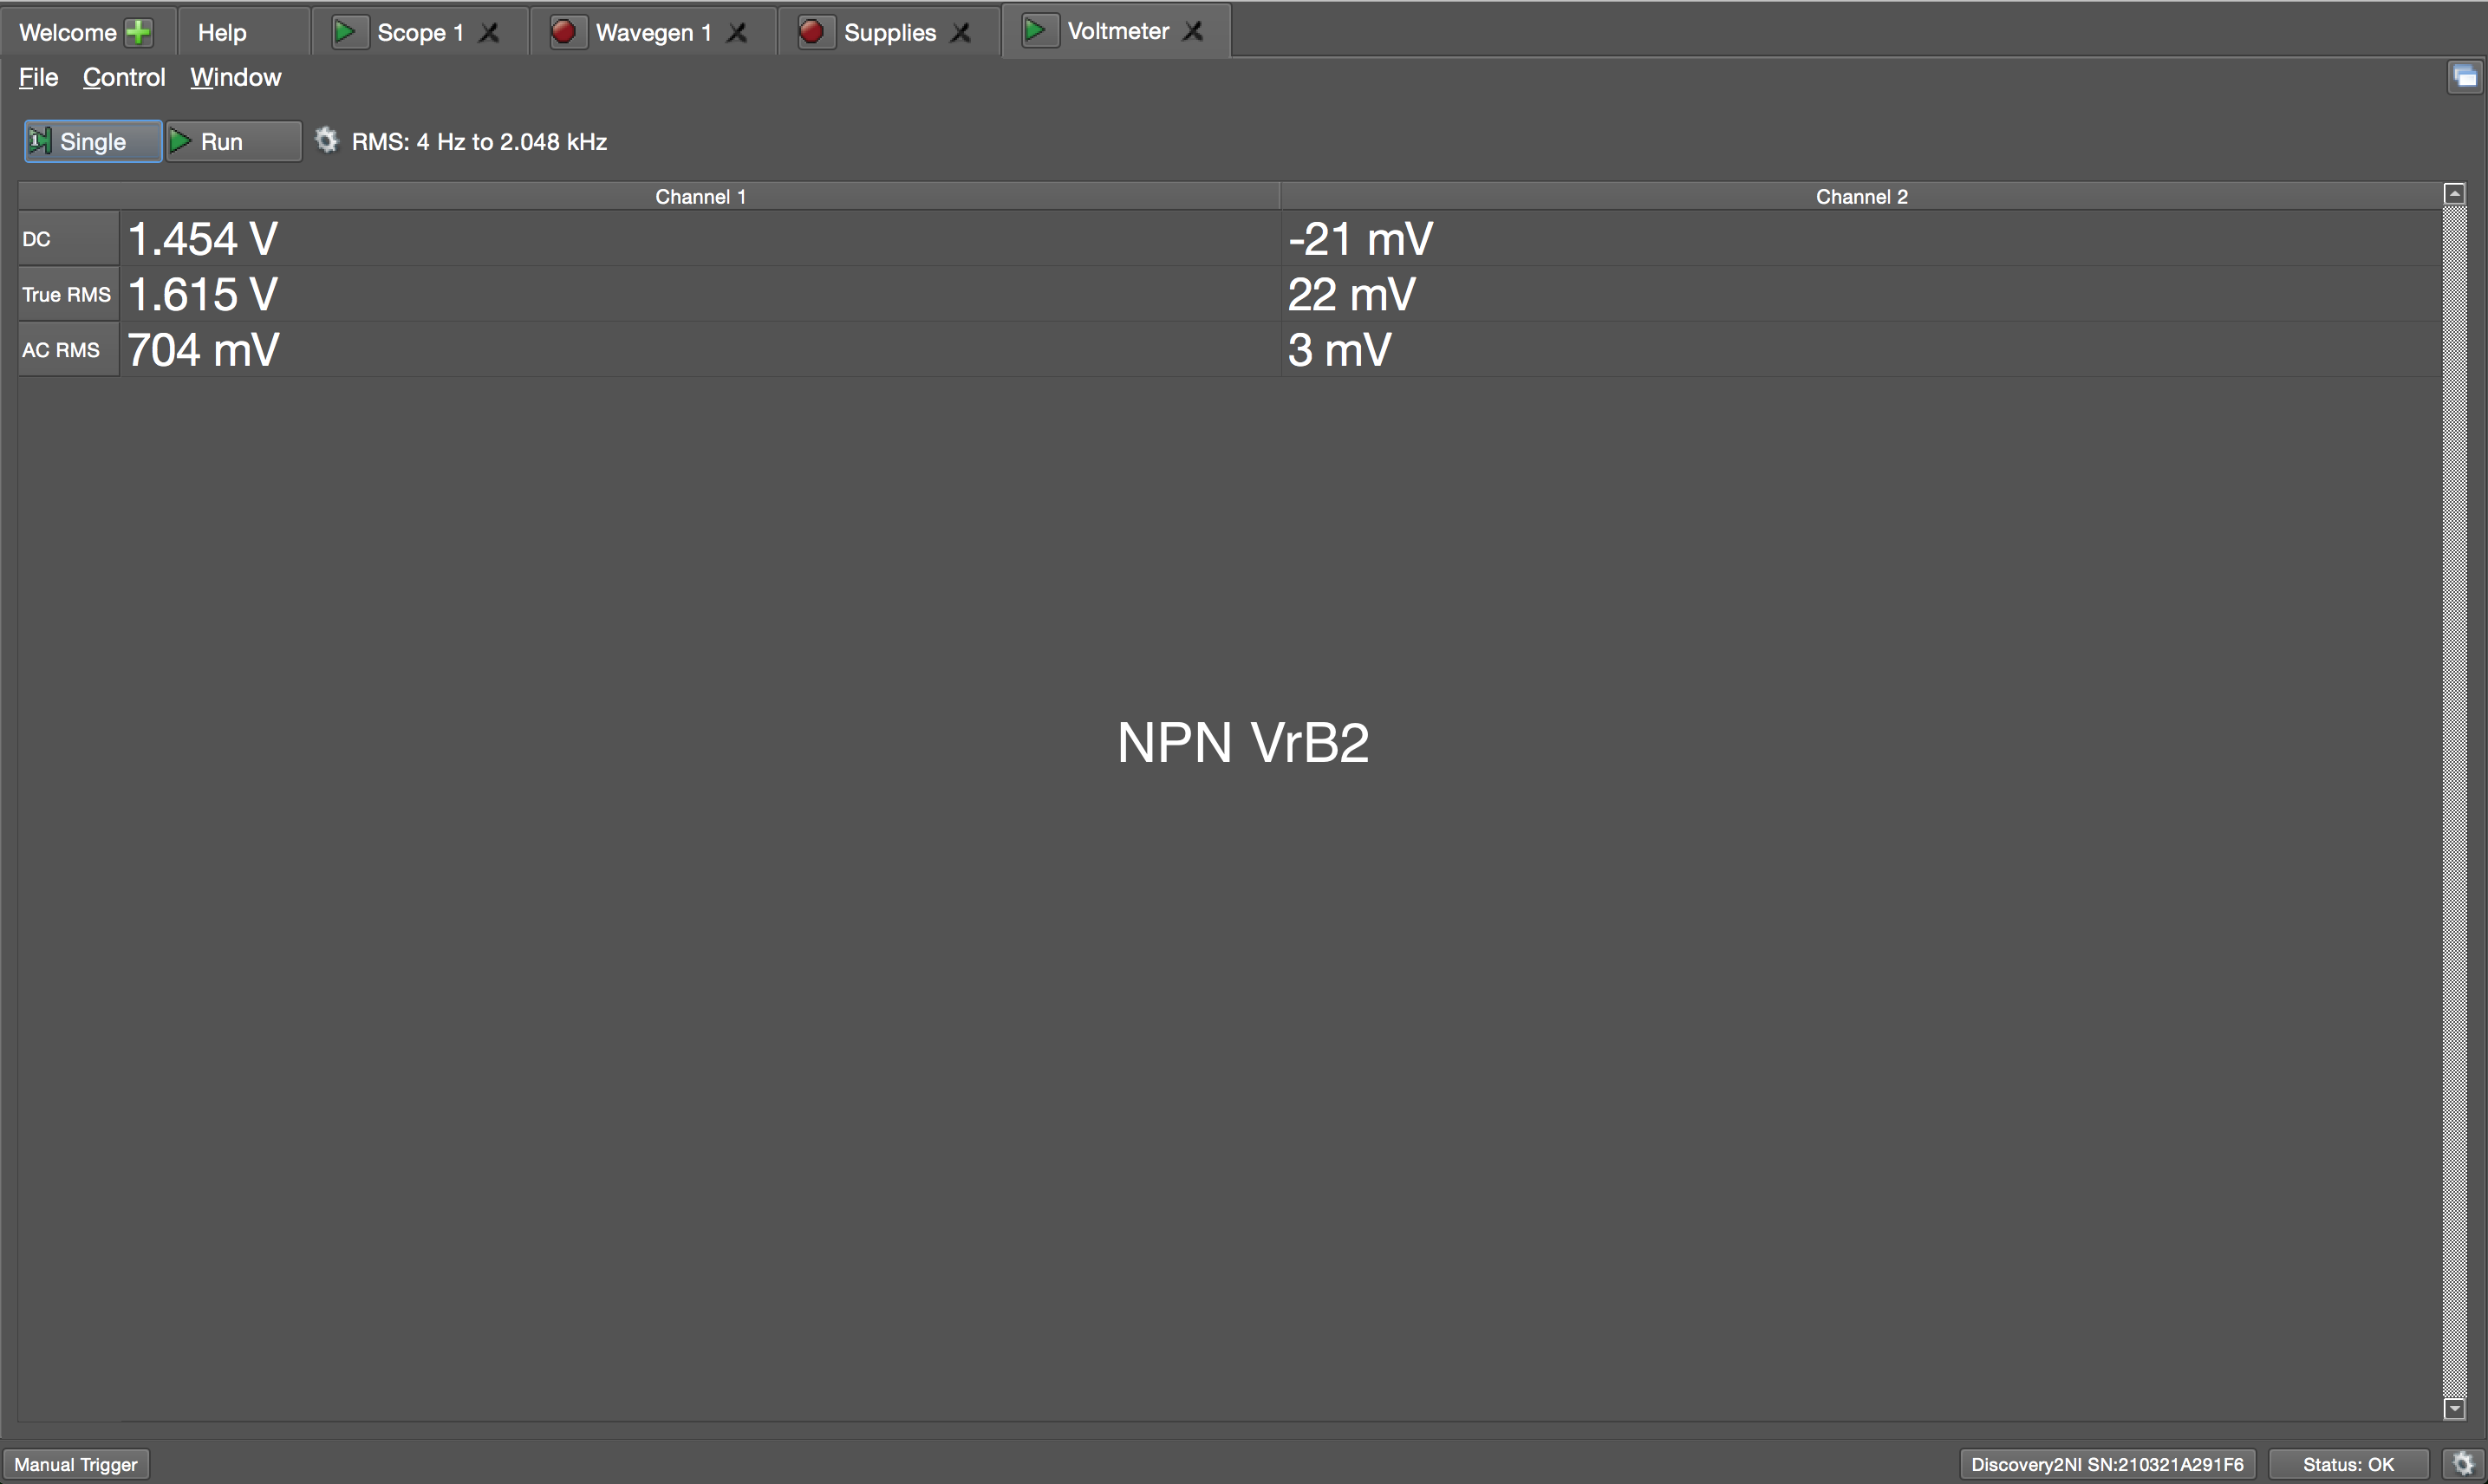 Welcome Help Scope 1 Wavegen 1 Supplies Voltmeter
File Control Window
Single Run RMS: 4 Hz to 2.048 kHz
Channel 1 Channel 2
DC 1.454 V -21 mV
True RMS 1.615 V 22 mV
AC RMS 704 mV 3 mV
NPN VrB2
Manual Trigger Discovery2NI SN:210321A291F6 Status: OK